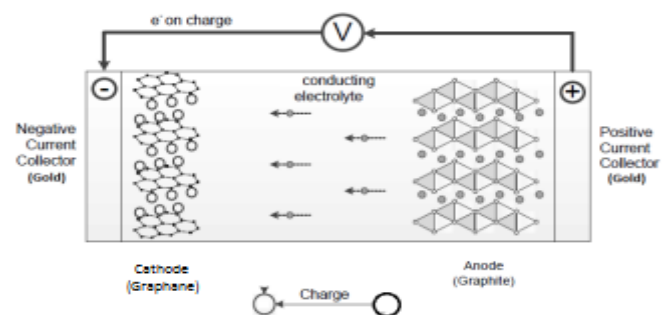 e- on charge
V
-
conducting
electrolyte
+
Negative
Current
Collector
(Gold)
Positive
Current
Collector
(Gold)
Cathode
(Graphane)
Anode
(Graphite)
Charge